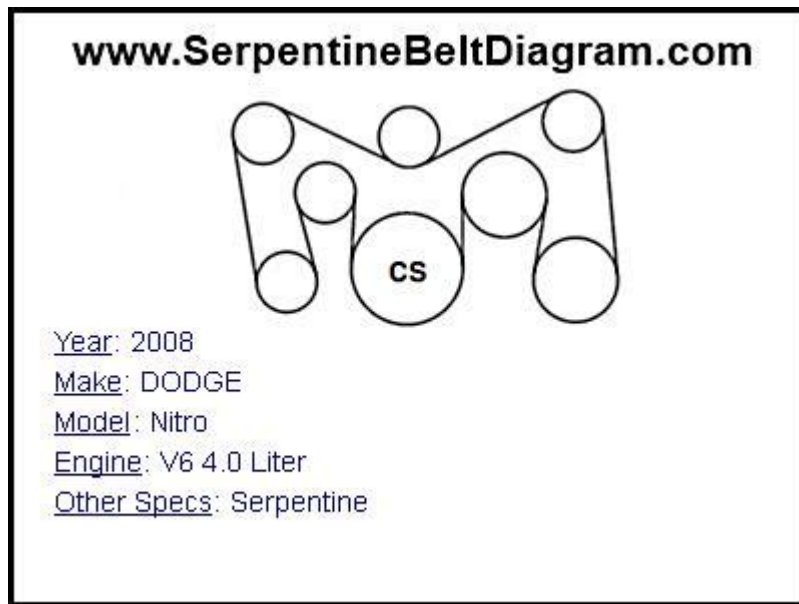 www.SerpentineBeltDiagram.com
CS
Year: 2008
Make: DODGE
Model: Nitro
Engine: V6 4.0 Liter
Other Specs: Serpentine